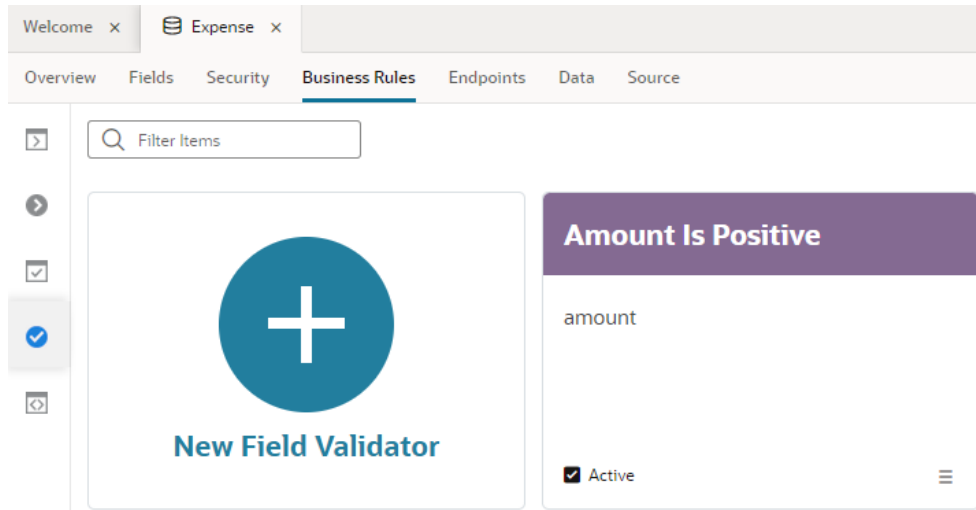 Welcome × Expense ×
Overview Fields Security Business Rules Endpoints Data Source
Filter Items
Amount Is Positive
amount
New Field Validator
Active